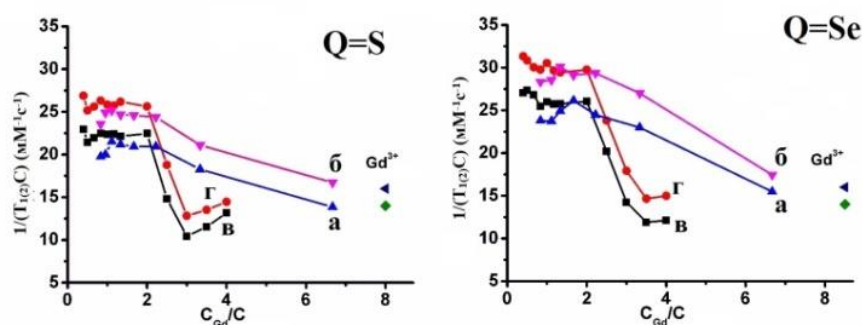 Q=S
1/(T₁₍₂₎C) (мМ⁻¹с⁻¹)
35
30
25
20
15
10
5
0 2 4 6 8
C_Gd/C
б
а
г
в
Gd³⁺
Q=Se
1/(T₁₍₂₎C) (мМ⁻¹с⁻¹)
35
30
25
20
15
10
5
0 2 4 6 8
C_Gd/C
б
а
г
в
Gd³⁺